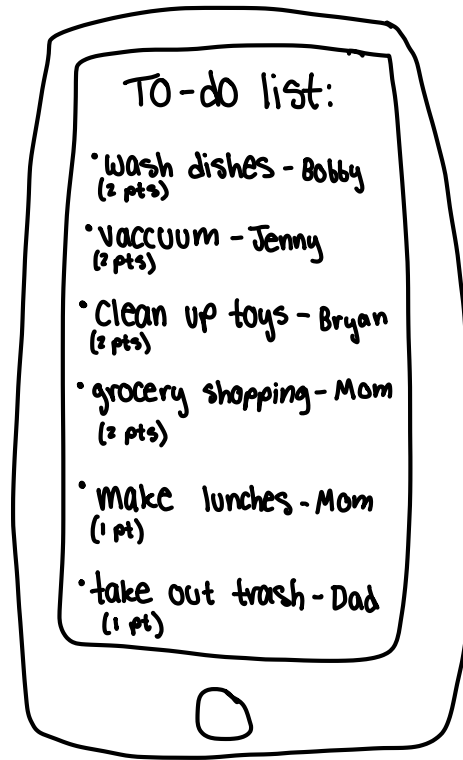 To-do list:
• wash dishes - Bobby
(2 pts)
• vaccuum - Jenny
(2 pts)
• clean up toys - Bryan
(2 pts)
• grocery shopping - Mom
(2 pts)
• make lunches - Mom
(1 pt)
• take out trash - Dad
(1 pt)